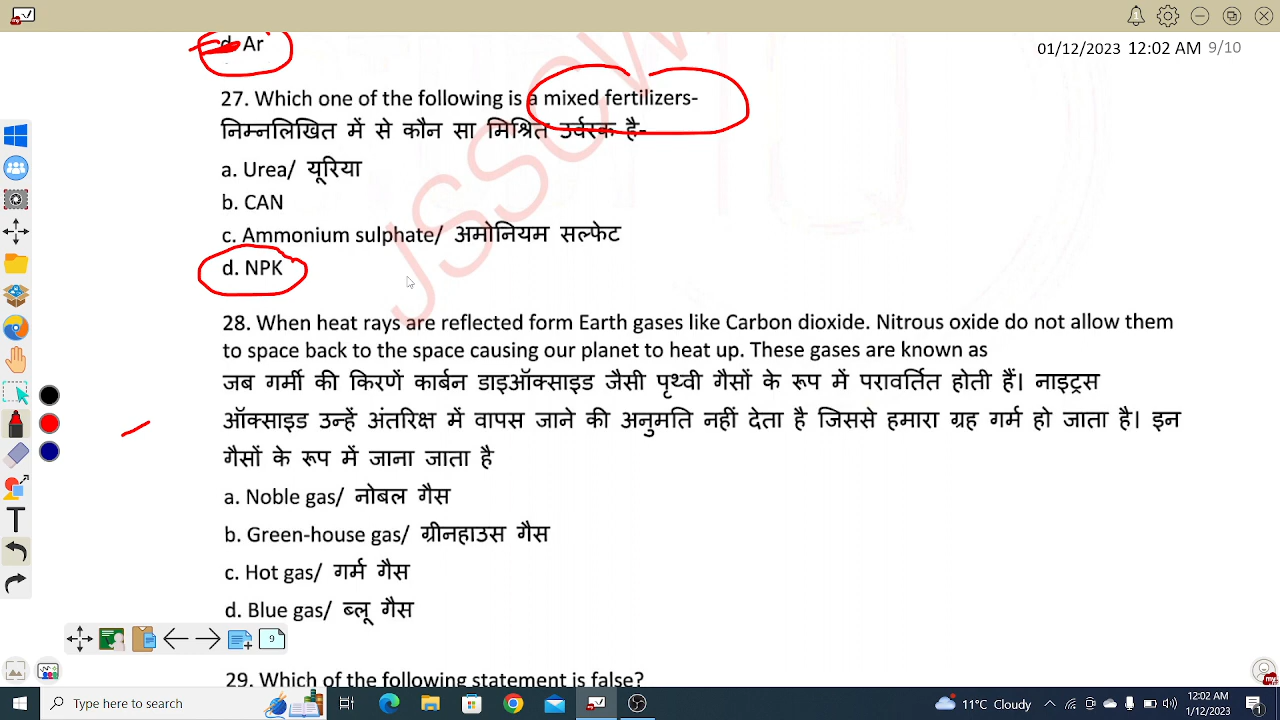 d. Ar
01/12/2023 12:02 AM 9/10
27. Which one of the following is a mixed fertilizers-
निम्नलिखित में से कौन सा मिश्रित उर्वरक है-
a. Urea/ यूरिया
b. CAN
c. Ammonium sulphate/ अमोनियम सल्फेट
d. NPK
JSSCW
28. When heat rays are reflected form Earth gases like Carbon dioxide. Nitrous oxide do not allow them
to space back to the space causing our planet to heat up. These gases are known as
जब गर्मी की किरणें कार्बन डाइऑक्साइड जैसी पृथ्वी गैसों के रूप में परावर्तित होती हैं। नाइट्रस
ऑक्साइड उन्हें अंतरिक्ष में वापस जाने की अनुमति नहीं देता है जिससे हमारा ग्रह गर्म हो जाता है। इन
गैसों के रूप में जाना जाता है
a. Noble gas/ नोबल गैस
b. Green-house gas/ ग्रीनहाउस गैस
c. Hot gas/ गर्म गैस
d. Blue gas/ ब्लू गैस
9
29. Which of the following statement is false?
Type here to search
11°C Cloudy
12:02 AM
1/12/2023